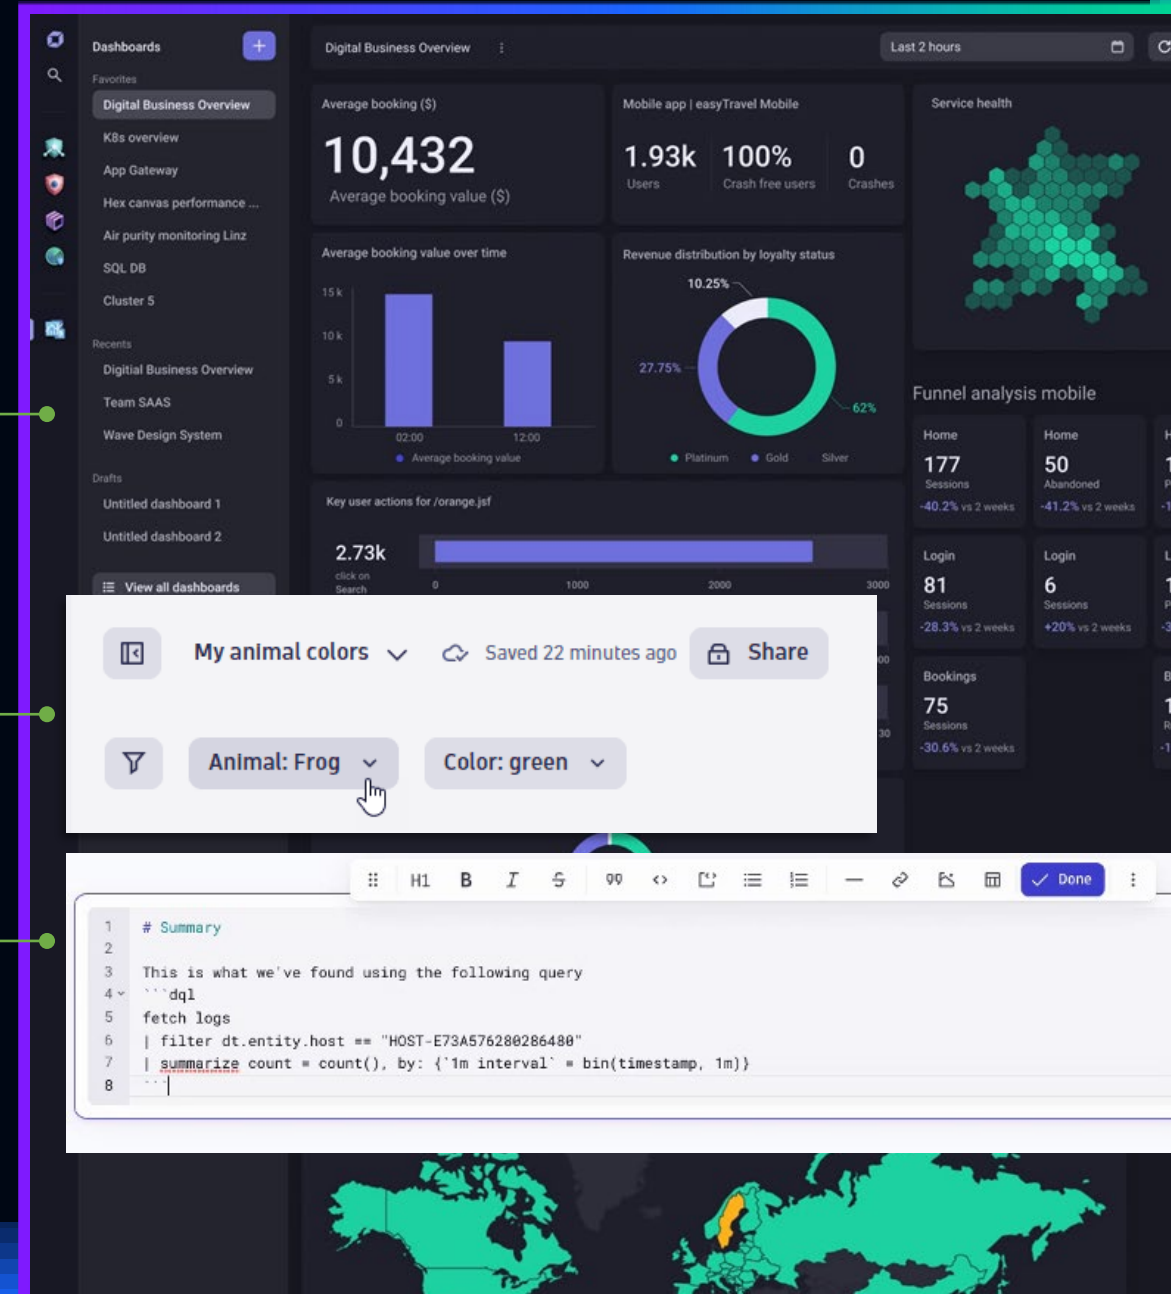 Dashboards
+
Favorites
Digital Business Overview
K8s overview
App Gateway
Hex canvas performance ...
Air purity monitoring Linz
SQL DB
Cluster 5
Recents
Digitial Business Overview
Team SAAS
Wave Design System
Drafts
Untitled dashboard 1
Untitled dashboard 2
View all dashboards
Digital Business Overview
Last 2 hours
Average booking ($)
10,432
Average booking value ($)
Mobile app | easyTravel Mobile
1.93k 100% 0
Users Crash free users Crashes
Service health
Average booking value over time
15 k
10 k
5 k
0
02:00 12:00
Average booking value
Revenue distribution by loyalty status
10.25%
27.75%
62%
Platinum Gold Silver
Funnel analysis mobile
Home
177
Sessions
-40.2% vs 2 weeks
Home
50
Abandoned
-41.2% vs 2 weeks
Login
81
Sessions
-28.3% vs 2 weeks
Login
6
Sessions
+20% vs 2 weeks
Bookings
75
Sessions
-30.6% vs 2 weeks
Key user actions for /orange.jsf
2.73k
click on
Search
0 1000 2000 3000
My animal colors Saved 22 minutes ago Share
Animal: Frog Color: green
H1 B I S Done
1 # Summary
2
3 This is what we've found using the following query
4 ```dql
5 fetch logs
6 | filter dt.entity.host == "HOST-E73A576280286480"
7 | summarize count = count(), by: {`1m interval` = bin(timestamp, 1m)}
8 ```